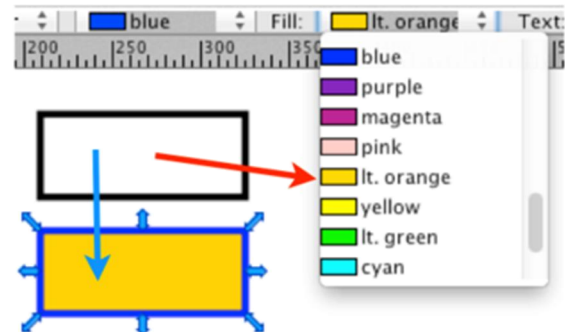 blue Fill: lt. orange Text:
200 250 300 350
blue
purple
magenta
pink
lt. orange
yellow
lt. green
cyan